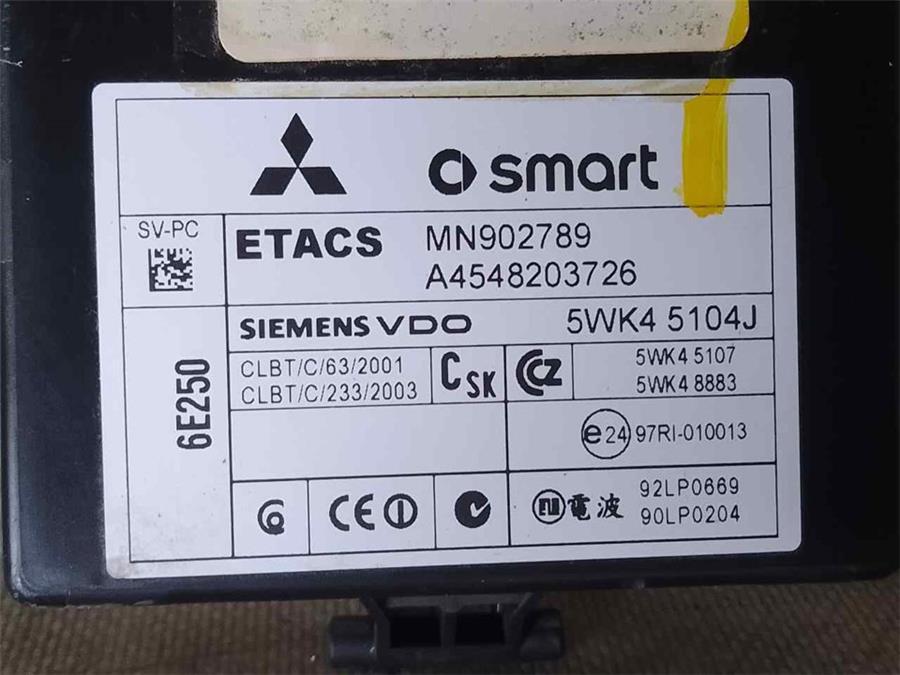 smart
SV-PC
ETACS
MN902789
A4548203726
SIEMENS VDO
5WK4 5104J
6E250
CLBT/C/63/2001
CLBT/C/233/2003
CSK
CCZ
5WK4 5107
5WK4 8883
e24 97RI-010013
CE
電波
92LP0669
90LP0204